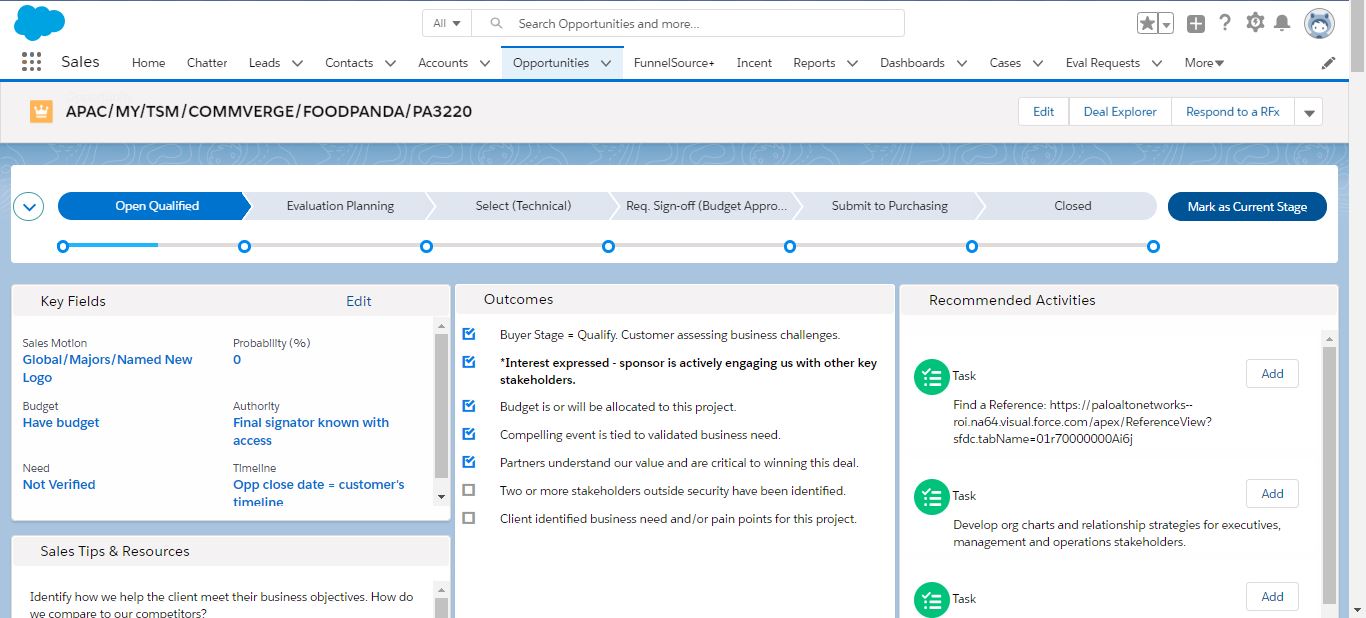 All
Search Opportunities and more...
Sales
Home
Chatter
Leads
Contacts
Accounts
Opportunities
FunnelSource+
Incent
Reports
Dashboards
Cases
Eval Requests
More
APAC/MY/TSM/COMMVERGE/FOODPANDA/PA3220
Edit
Deal Explorer
Respond to a RFx
Open Qualified
Evaluation Planning
Select (Technical)
Req. Sign-off (Budget Appro...
Submit to Purchasing
Closed
Mark as Current Stage
Key Fields
Edit
Sales Motion
Global/Majors/Named New
Logo
Probability (%)
0
Budget
Have budget
Authority
Final signator known with
access
Need
Not Verified
Timeline
Opp close date = customer's
timeline
Sales Tips & Resources
Identify how we help the client meet their business objectives. How do
we compare to our competitors?
Outcomes
Buyer Stage = Qualify. Customer assessing business challenges.
*Interest expressed - sponsor is actively engaging us with other key
stakeholders.
Budget is or will be allocated to this project.
Compelling event is tied to validated business need.
Partners understand our value and are critical to winning this deal.
Two or more stakeholders outside security have been identified.
Client identified business need and/or pain points for this project.
Recommended Activities
Task
Add
Find a Reference: https://paloaltonetworks--
roi.na64.visual.force.com/apex/ReferenceView?
sfdc.tabName=01r70000000Ai6j
Task
Add
Develop org charts and relationship strategies for executives,
management and operations stakeholders.
Task
Add